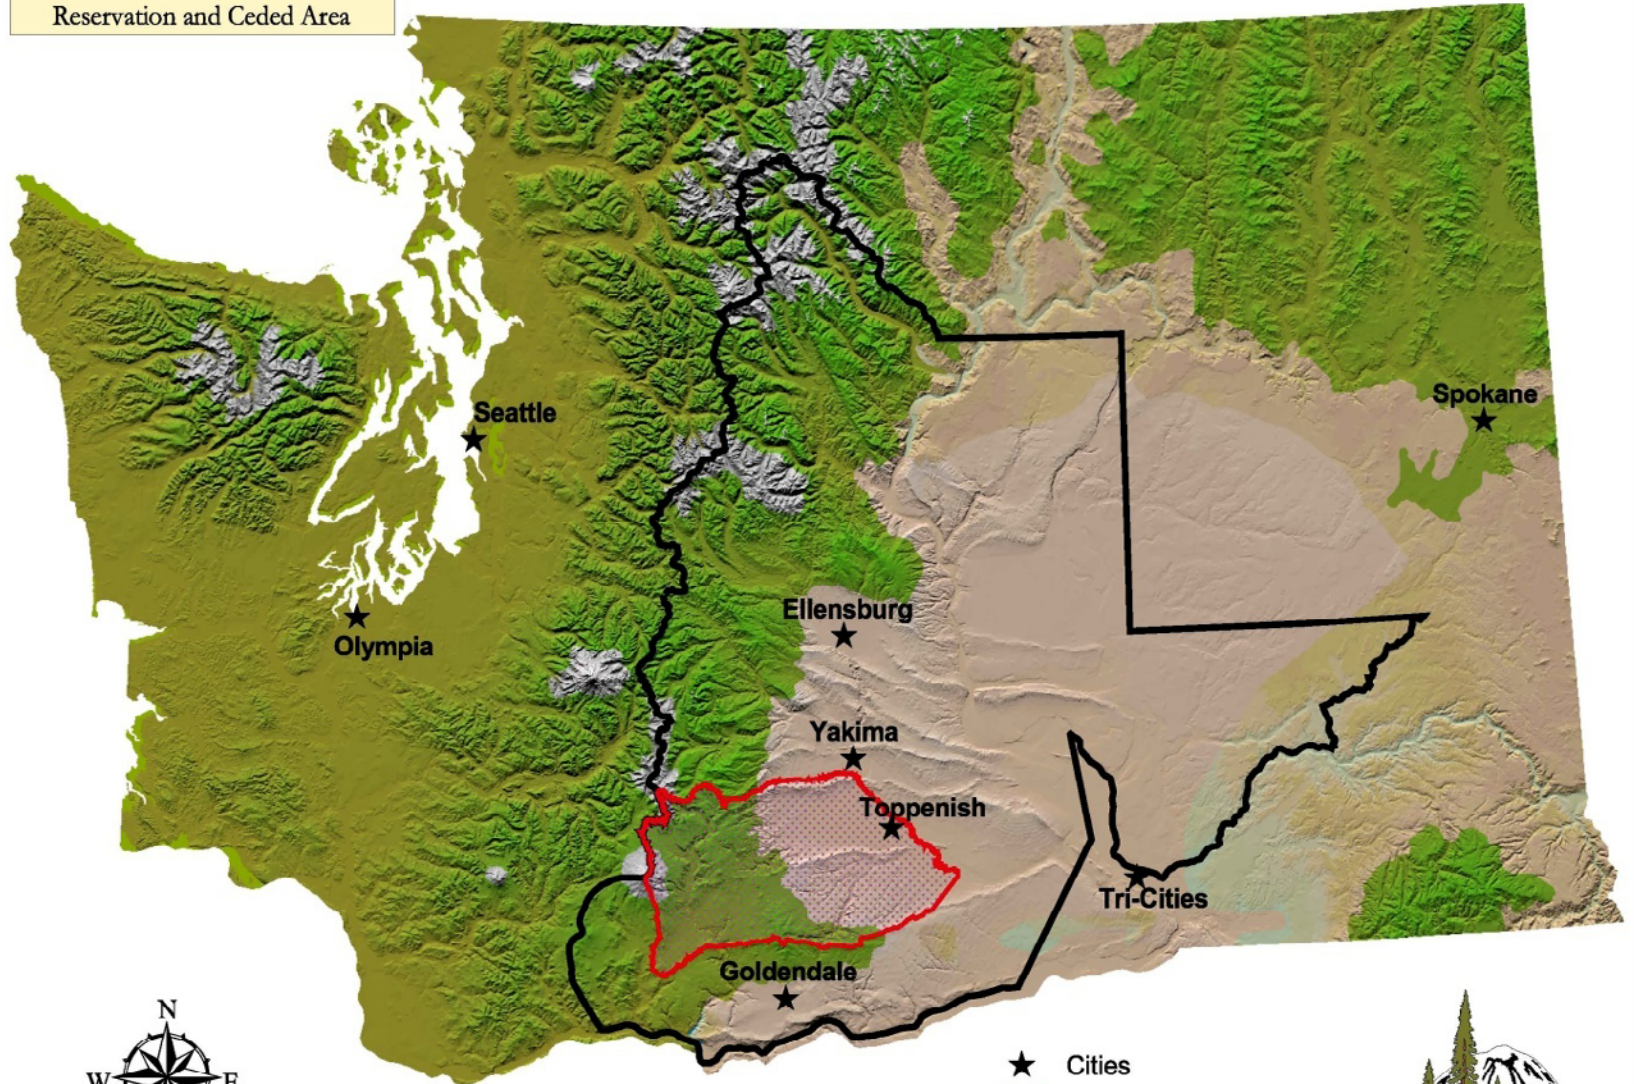 Reservation and Ceded Area
Spokane
Seattle
Ellensburg
Olympia
Yakima
Toppenish
Tri-Cities
Goldendale
N
W E
Cities